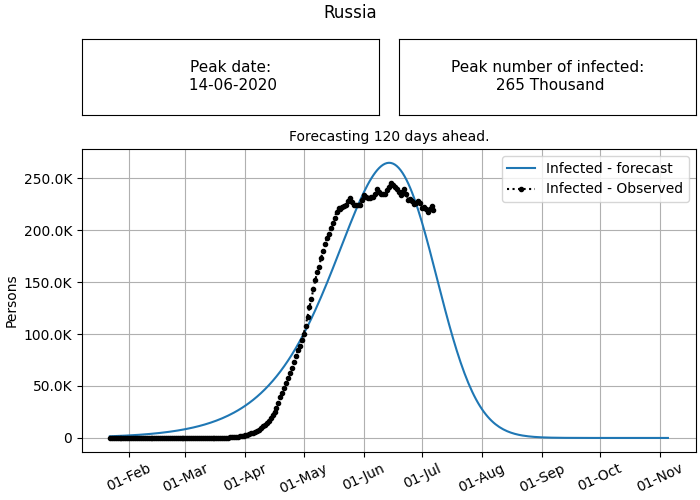 Russia
Peak date:
14-06-2020
Peak number of infected:
265 Thousand
Forecasting 120 days ahead.
Infected - forecast
Infected - Observed
Persons
250.0K
200.0K
150.0K
100.0K
50.0K
0
01-Feb
01-Mar
01-Apr
01-May
01-Jun
01-Jul
01-Aug
01-Sep
01-Oct
01-Nov